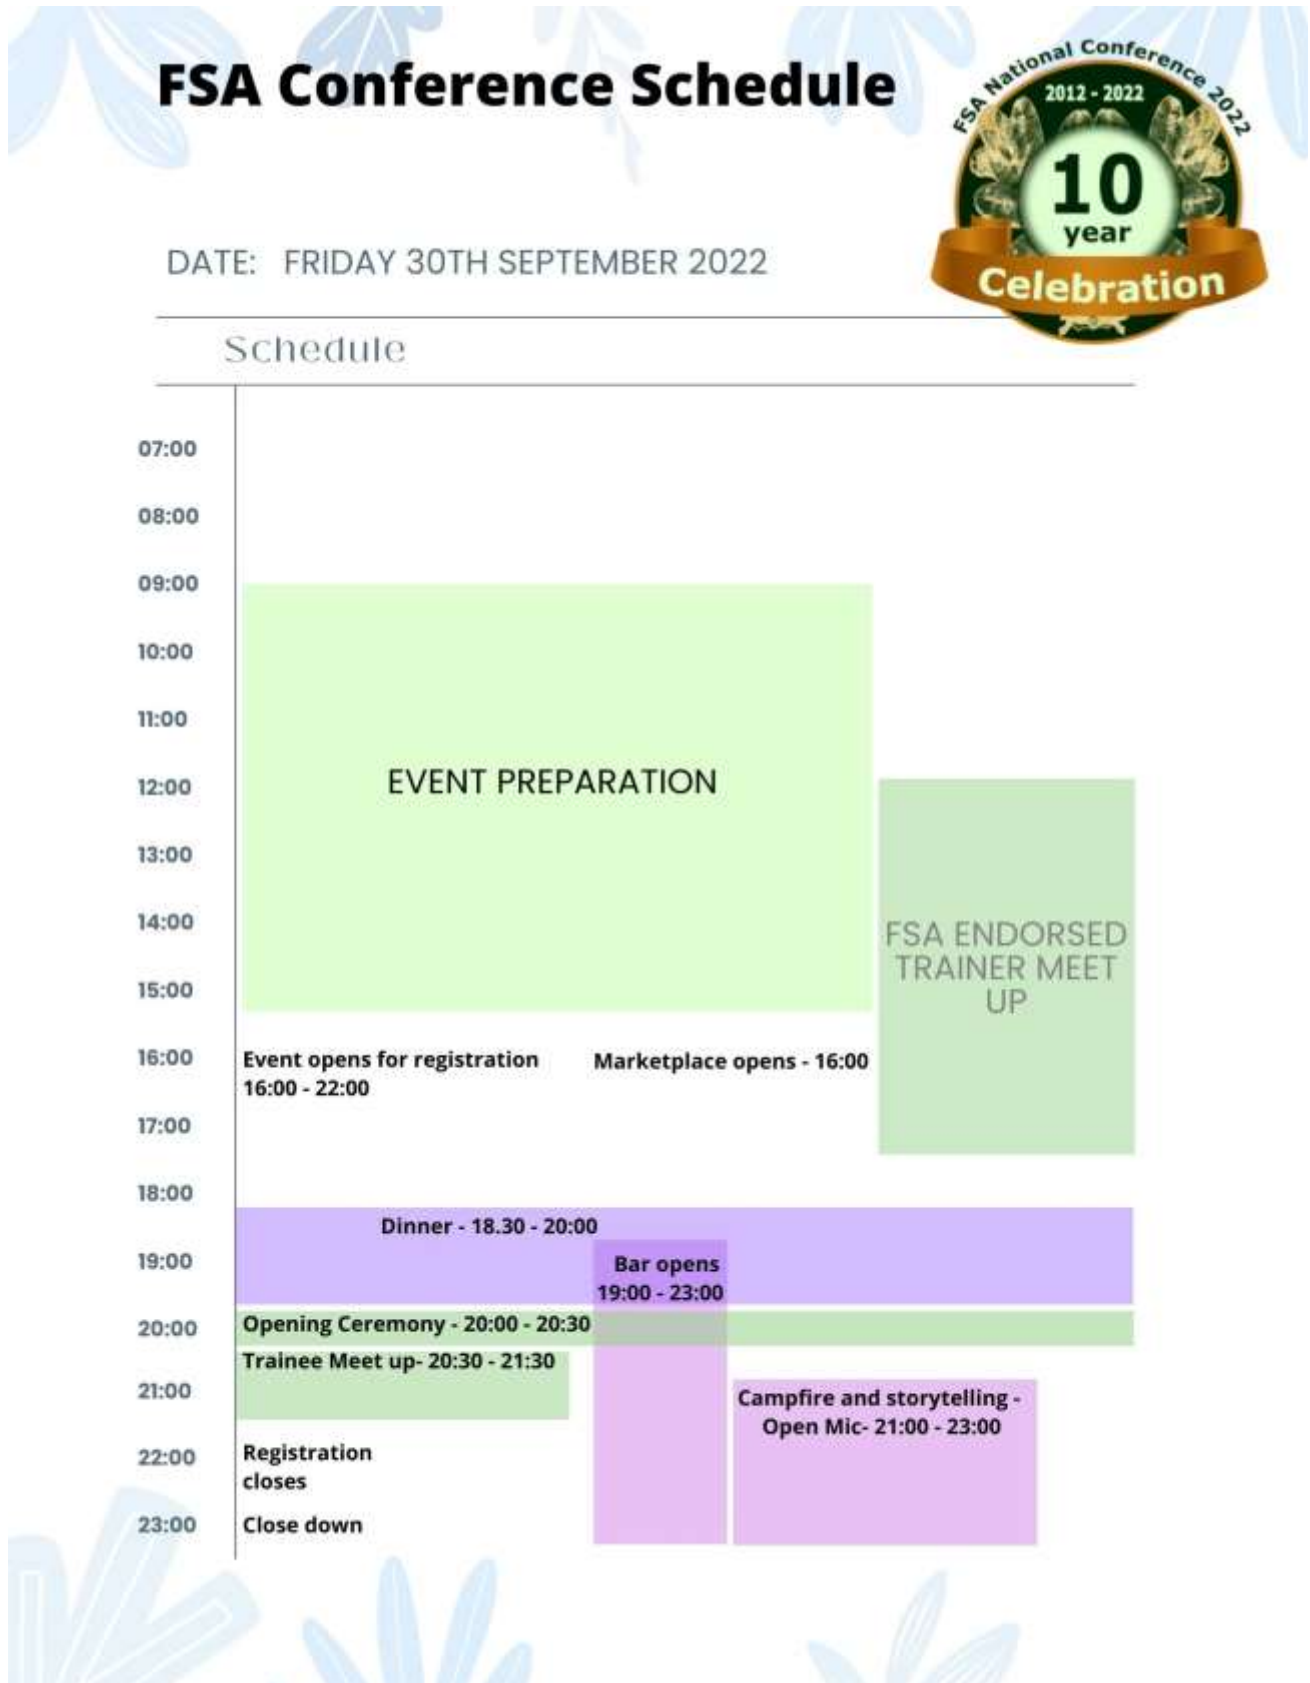 FSA Conference Schedule
FSA National Conference 2022
2012 - 2022
10
year
Celebration
DATE: FRIDAY 30TH SEPTEMBER 2022
Schedule
07:00
08:00
09:00
10:00
11:00
12:00
EVENT PREPARATION
13:00
14:00
FSA ENDORSED
TRAINER MEET
UP
15:00
16:00
Event opens for registration
16:00 - 22:00
Marketplace opens - 16:00
17:00
18:00
Dinner - 18.30 - 20:00
19:00
Bar opens
19:00 - 23:00
20:00
Opening Ceremony - 20:00 - 20:30
Trainee Meet up- 20:30 - 21:30
21:00
Campfire and storytelling -
Open Mic- 21:00 - 23:00
22:00
Registration
closes
23:00
Close down